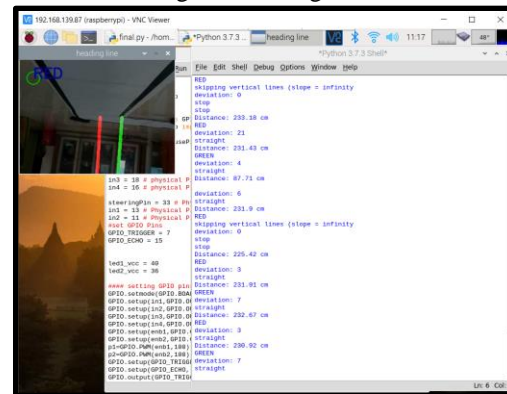 192.168.139.87 (raspberrypi) - VNC Viewer
final.py - /hom...
*Python 3.7.3 ...
heading line
11:17
48°
heading line
*Python 3.7.3 Shell*
RED
Run
File Edit Shell Debug Options Window Help
RED
skipping vertical lines (slope = infinity
deviation: 0
stop
stop
Distance: 233.18 cm
RED
deviation: 21
straight
Distance: 231.43 cm
GREEN
deviation: 4
straight
Distance: 87.71 cm
deviation: 6
straight
Distance: 231.9 cm
RED
skipping vertical lines (slope = infinity
deviation: 0
stop
stop
Distance: 225.42 cm
RED
deviation: 3
straight
Distance: 231.91 cm
GREEN
deviation: 7
straight
Distance: 232.67 cm
RED
deviation: 3
straight
Distance: 230.92 cm
GREEN
deviation: 7
straight
in3 = 18 # physical P
in4 = 16 # physical P
steeringPin = 33 # Ph
in1 = 13 # Physical P
in2 = 11 # Physical P
#set GPIO Pins
GPIO_TRIGGER = 7
GPIO_ECHO = 15
led1_vcc = 40
led2_vcc = 38
#### setting GPIO pin
GPIO.setmode(GPIO.BOA
GPIO.setup(in1,GPIO.O
GPIO.setup(in2,GPIO.O
GPIO.setup(in3,GPIO.O
GPIO.setup(in4,GPIO.O
GPIO.setup(enb1,GPIO.
GPIO.setup(enb2,GPIO.
p1=GPIO.PWM(enb1,100)
p2=GPIO.PWM(enb2,100)
GPIO.setup(GPIO_TRIGG
GPIO.setup(GPIO_ECHO,
GPIO.output(GPIO_TRIG
Ln: 6 Col: